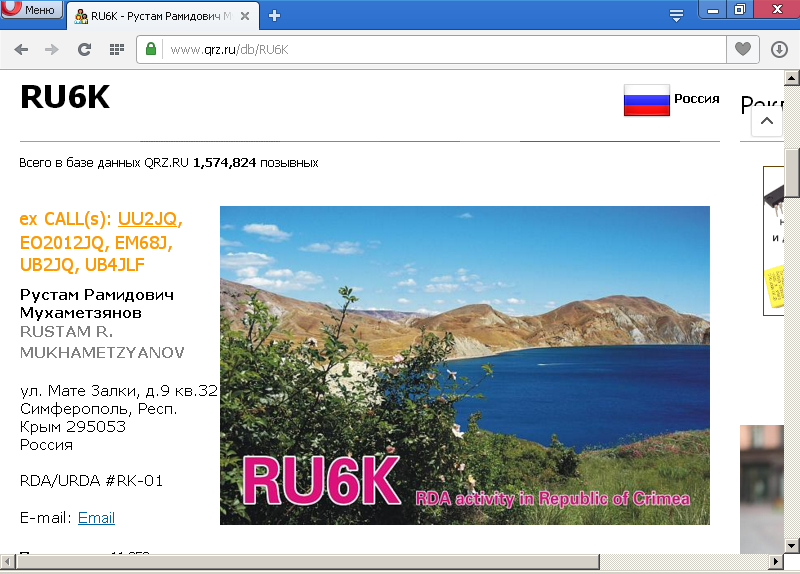 Меню
RU6K - Рустам Рамидович М
www.qrz.ru/db/RU6K
RU6K
Россия
Всего в базе данных QRZ.RU 1,574,824 позывных
ex CALL(s): UU2JQ,
EO2012JQ, EM68J,
UB2JQ, UB4JLF
Рустам Рамидович
Мухаметзянов
RUSTAM R.
MUKHAMETZYANOV
ул. Мате Залки, д.9 кв.32
Симферополь, Респ.
Крым 295053
Россия
RDA/URDA #RK-01
E-mail: Email
RU6K
RDA activity in Republic of Crimea